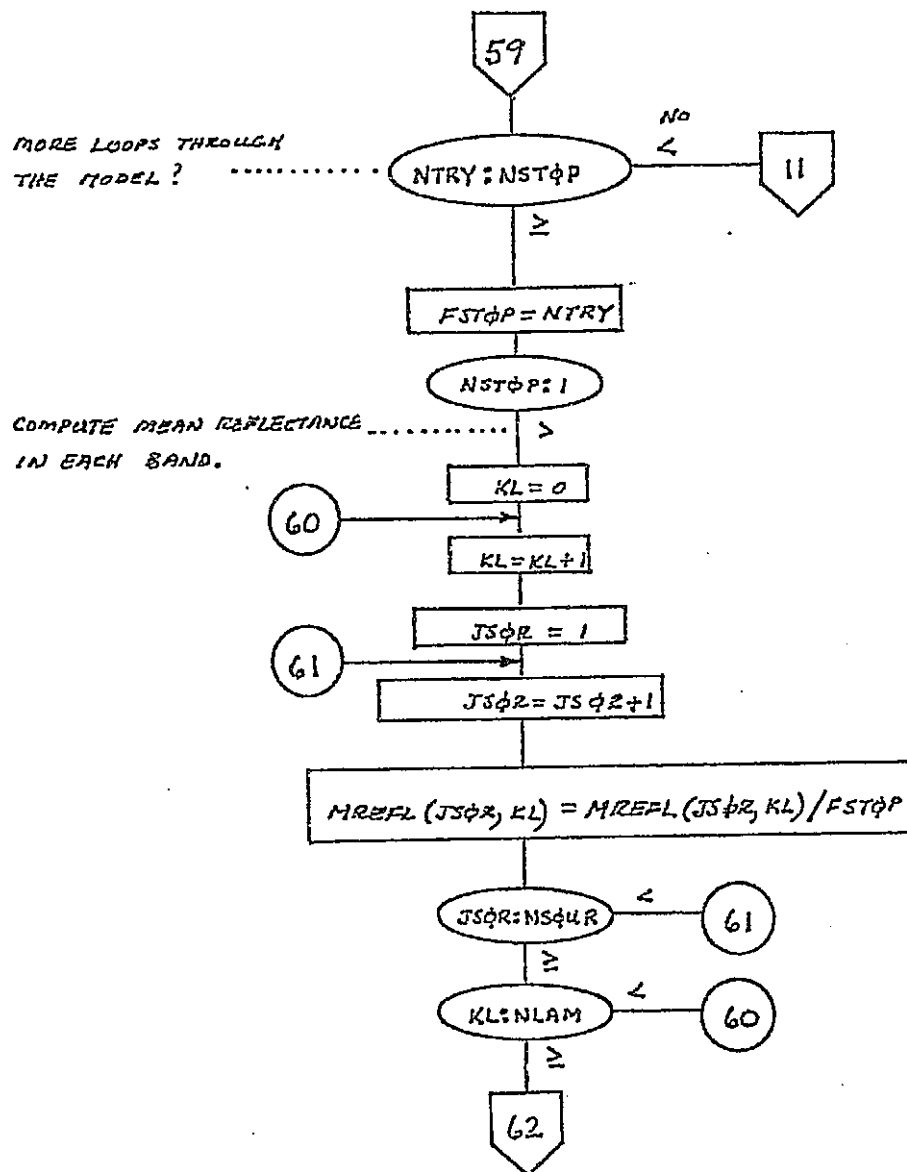 59
NO
MORE LOOPS THROUGH
THE MODEL?
NTRY:NSTφP
<
11
≥
FSTφP=NTRY
NSTφP:1
COMPUTE MEAN REFLECTANCE
IN EACH BAND.
>
KL=0
60
KL=KL+1
JSφR = 1
61
JSφR=JSφR+1
MREFL(JSφR,KL)=MREFL(JSφR,KL)/FSTφP
JSφR:NSφUR
<
61
≥
KL:NLAM
<
60
≥
62